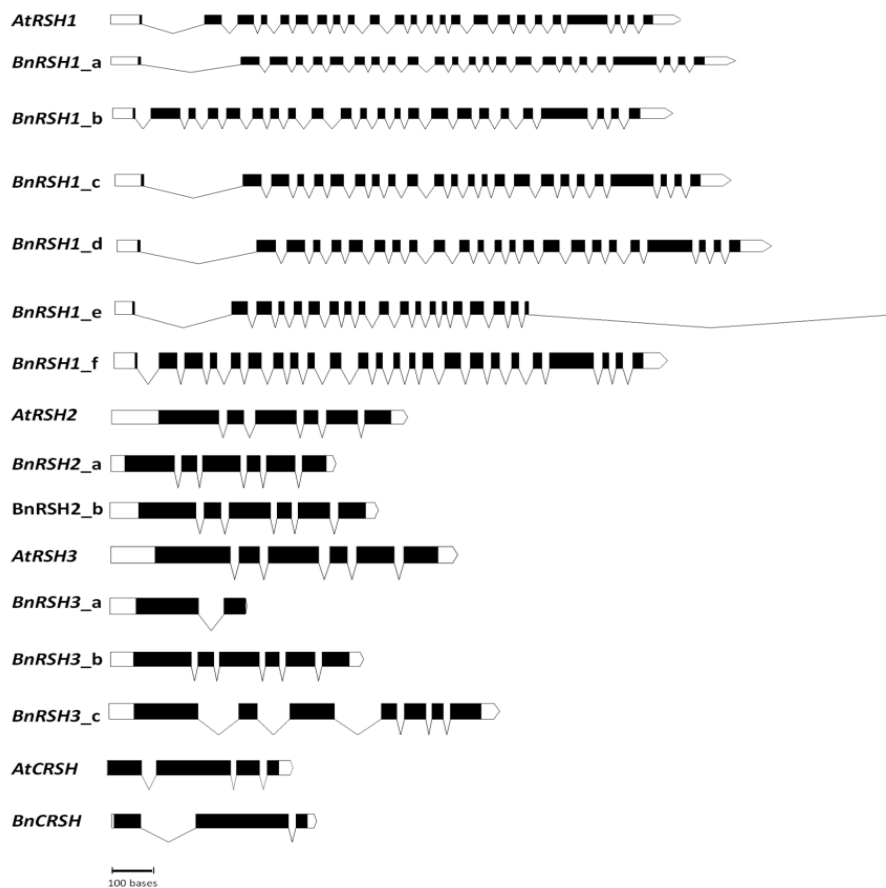 AtRSH1
BnRSH1_a
BnRSH1_b
BnRSH1_c
BnRSH1_d
BnRSH1_e
BnRSH1_f
AtRSH2
BnRSH2_a
BnRSH2_b
AtRSH3
BnRSH3_a
BnRSH3_b
BnRSH3_c
AtCRSH
BnCRSH
100 bases